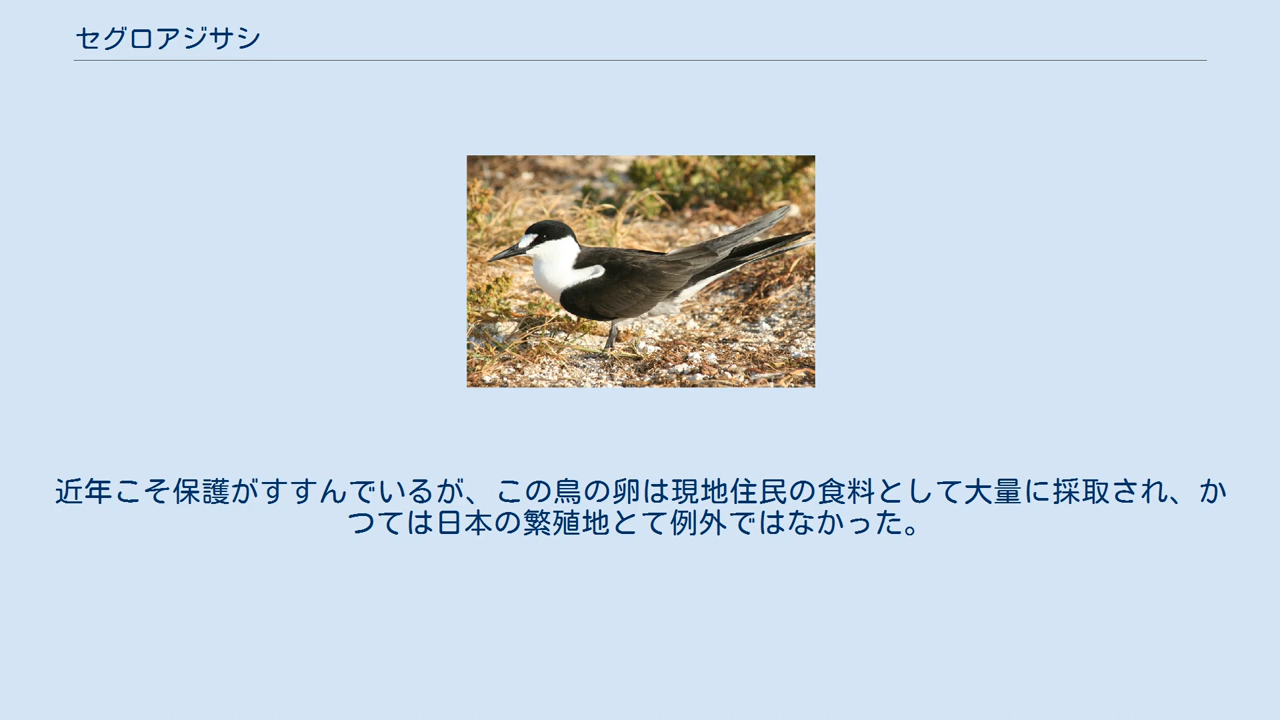 セグロアジサシ
近年こそ保護がすすんでいるが、この鳥の卵は現地住民の食料として大量に採取され、か
つては日本の繁殖地とて例外ではなかった。